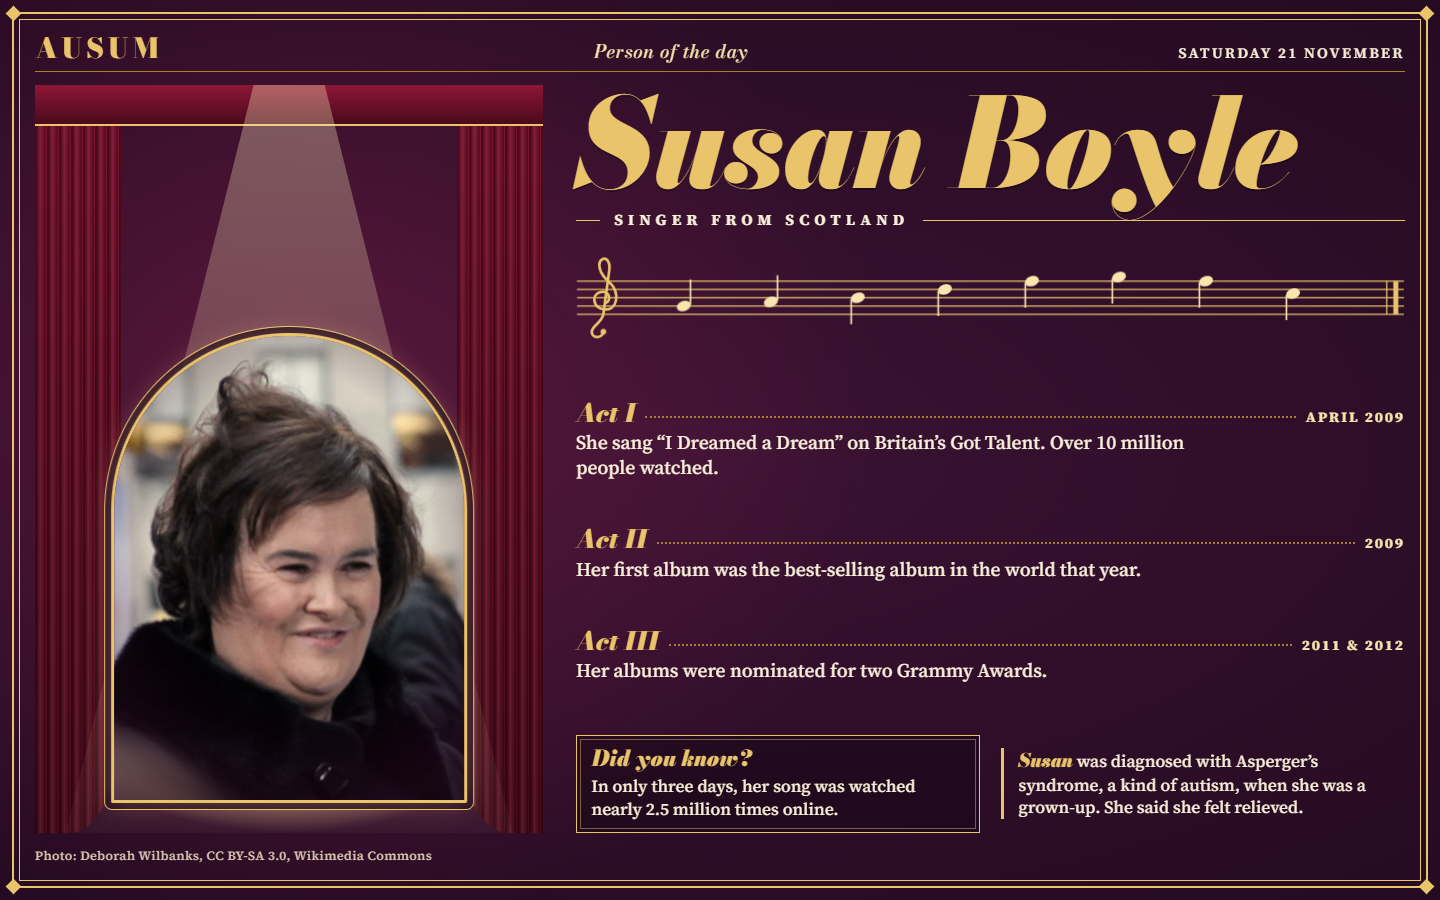 AUSUM
Person of the day
SATURDAY 21 NOVEMBER
Susan Boyle
SINGER FROM SCOTLAND
Act I
APRIL 2009
She sang “I Dreamed a Dream” on Britain’s Got Talent. Over 10 million
people watched.
Act II
2009
Her first album was the best-selling album in the world that year.
Act III
2011 & 2012
Her albums were nominated for two Grammy Awards.
Did you know?
In only three days, her song was watched
nearly 2.5 million times online.
Susan was diagnosed with Asperger’s
syndrome, a kind of autism, when she was a
grown-up. She said she felt relieved.
Photo: Deborah Wilbanks, CC BY-SA 3.0, Wikimedia Commons